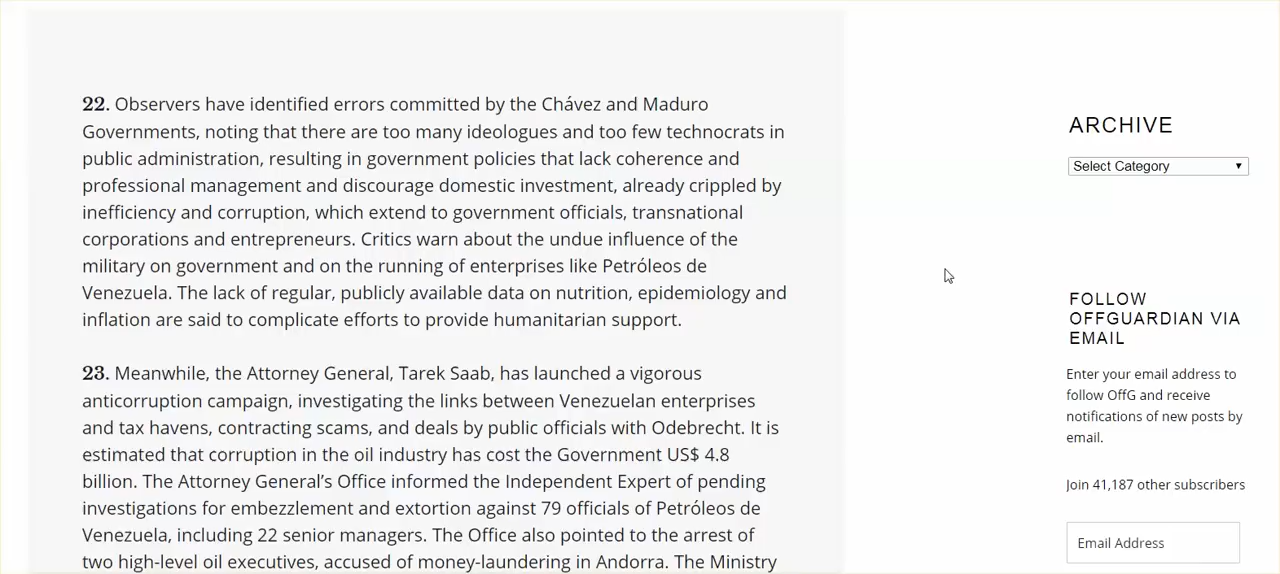 22. Observers have identified errors committed by the Chávez and Maduro
Governments, noting that there are too many ideologues and too few technocrats in
public administration, resulting in government policies that lack coherence and
professional management and discourage domestic investment, already crippled by
inefficiency and corruption, which extend to government officials, transnational
corporations and entrepreneurs. Critics warn about the undue influence of the
military on government and on the running of enterprises like Petróleos de
Venezuela. The lack of regular, publicly available data on nutrition, epidemiology and
inflation are said to complicate efforts to provide humanitarian support.
23. Meanwhile, the Attorney General, Tarek Saab, has launched a vigorous
anticorruption campaign, investigating the links between Venezuelan enterprises
and tax havens, contracting scams, and deals by public officials with Odebrecht. It is
estimated that corruption in the oil industry has cost the Government US$ 4.8
billion. The Attorney General’s Office informed the Independent Expert of pending
investigations for embezzlement and extortion against 79 officials of Petróleos de
Venezuela, including 22 senior managers. The Office also pointed to the arrest of
two high-level oil executives, accused of money-laundering in Andorra. The Ministry
ARCHIVE
Select Category
FOLLOW
OFFGUARDIAN VIA
EMAIL
Enter your email address to
follow OffG and receive
notifications of new posts by
email.
Join 41,187 other subscribers
Email Address